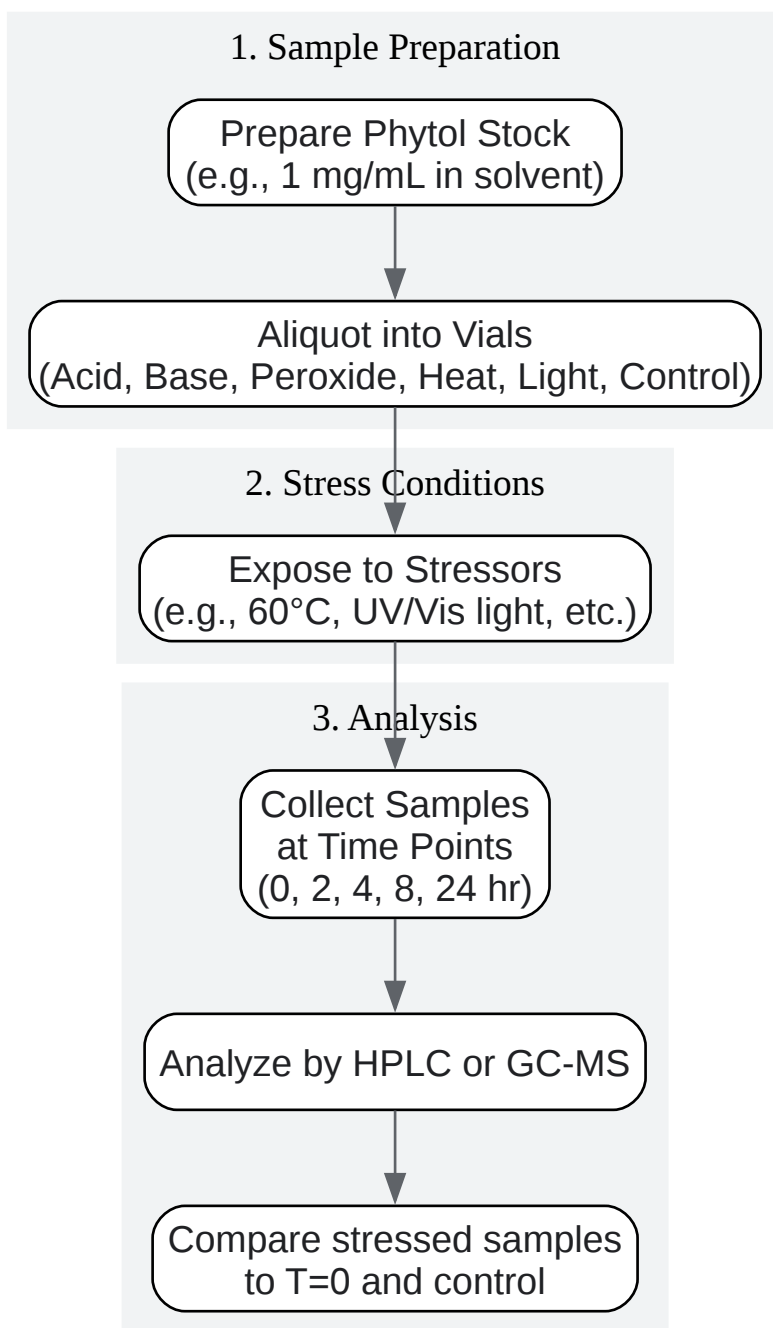 1. Sample Preparation
Prepare Phytol Stock
(e.g., 1 mg/mL in solvent)
Aliquot into Vials
(Acid, Base, Peroxide, Heat, Light, Control)
2. Stress Conditions
Expose to Stressors
(e.g., 60°C, UV/Vis light, etc.)
3. Analysis
Collect Samples
at Time Points
(0, 2, 4, 8, 24 hr)
Analyze by HPLC or GC-MS
Compare stressed samples
to T=0 and control